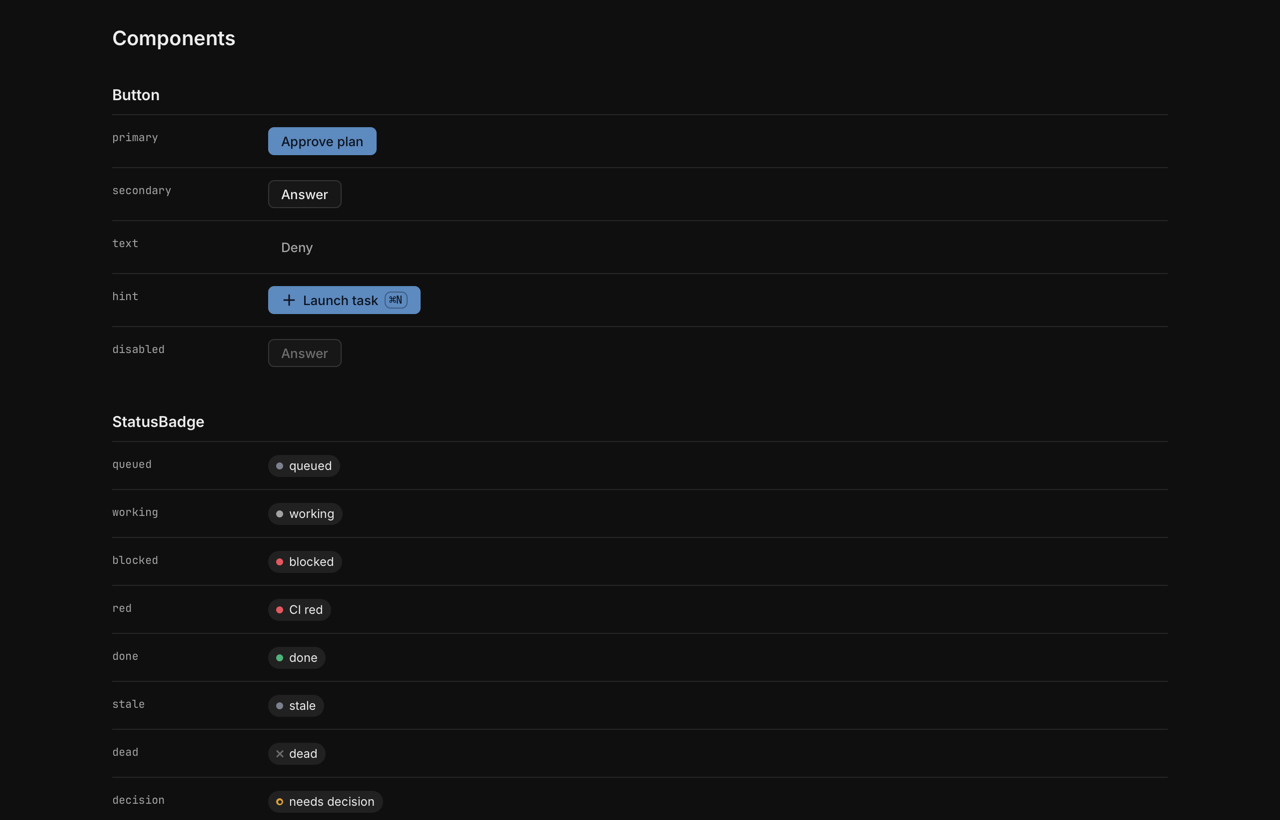 Components
Button
primary
Approve plan
secondary
Answer
text
Deny
hint
Launch task ⌘N
disabled
Answer
StatusBadge
queued
queued
working
working
blocked
blocked
red
CI red
done
done
stale
stale
dead
dead
decision
needs decision